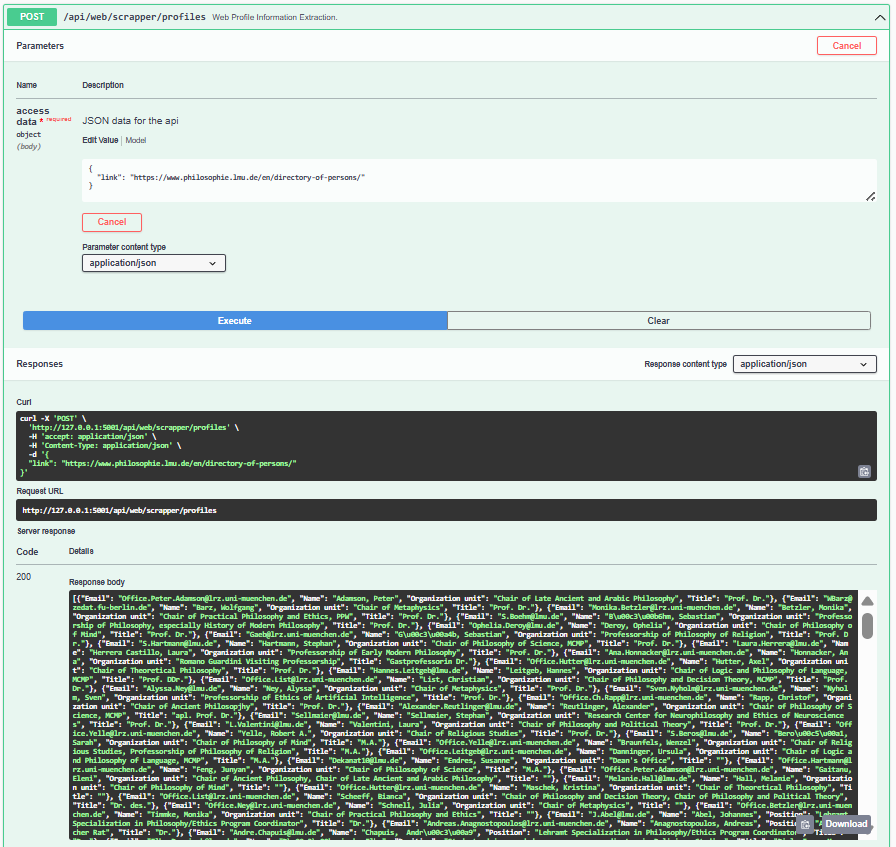 POST /api/web/scrapper/profiles Web Profile Information Extraction.
Parameters
Cancel
Name Description
access data * required
object
(body)
JSON data for the api
Edit Value | Model
{
"link": "https://www.philosophie.lmu.de/en/directory-of-persons/"
}
Cancel
Parameter content type
application/json
Execute
Clear
Responses
Response content type
application/json
Curl
curl -X 'POST' \
'http://127.0.0.1:5001/api/web/scrapper/profiles' \
-H 'accept: application/json' \
-H 'Content-Type: application/json' \
-d '{
"link": "https://www.philosophie.lmu.de/en/directory-of-persons/"
}'
Request URL
http://127.0.0.1:5001/api/web/scrapper/profiles
Server response
Code Details
200
Response body
[{"Email": "Office.Peter.Adamson@lrz.uni-muenchen.de", "Name": "Adamson, Peter", "Organization unit": "Chair of Late Ancient and Arabic Philosophy", "Title": "Prof. Dr."}, {"Email": "WBarz@
zedat.fu-berlin.de", "Name": "Barz, Wolfgang", "Organization unit": "Chair of Metaphysics", "Title": "Prof. Dr."}, {"Email": "Monika.Betzler@lrz.uni-muenchen.de", "Name": "Betzler, Monika",
"Organization unit": "Chair of Practical Philosophy and Ethics, PPW", "Title": "Prof. Dr."}, {"Email": "S.Boehm@lmu.de", "Name": "B\u00c3\u00b6hm, Sebastian", "Organization unit": "Profess
orship of Philosophy, especially History of Modern Philosophy", "Title": "Prof. Dr."}, {"Email": "Ophelia.Deroy@lmu.de", "Name": "Deroy, Ophelia", "Organization unit": "Chair of Philosophy o
f Mind", "Title": "Prof. Dr."}, {"Email": "Gaeb@lrz.uni-muenchen.de", "Name": "G\u00c3\u00a4b, Sebastian", "Organization unit": "Professorship of Philosophy of Religion", "Title": "Prof. D
r."}, {"Email": "S.Hartmann@lmu.de", "Name": "Hartmann, Stephan", "Organization unit": "Chair of Philosophy of Science, MCMP", "Title": "Prof. Dr."}, {"Email": "Laura.Herrera@lmu.de", "Na
me": "Herrera Castillo, Laura", "Organization unit": "Professorship of Early Modern Philosophy", "Title": "Prof. Dr."}, {"Email": "Ana.Honnacker@lrz.uni-muenchen.de", "Name": "Honnacker, An
a", "Organization unit": "Romano Guardini Visiting Professorship", "Title": "Gastprofessorin Dr."}, {"Email": "Office.Hutter@lrz.uni-muenchen.de", "Name": "Hutter, Axel", "Organization unit":
"Chair of Theoretical Philosophy", "Title": "Prof. Dr."}, {"Email": "Hannes.Leitgeb@lmu.de", "Name": "Leitgeb, Hannes", "Organization unit": "Chair of Logic and Philosophy of Language,
MCMP", "Title": "Prof. DDr."}, {"Email": "Office.List@lrz.uni-muenchen.de", "Name": "List, Christian", "Organization unit": "Chair of Philosophy and Decision Theory, MCMP", "Title": "Prof.
Dr."}, {"Email": "Alyssa.Ney@lmu.de", "Name": "Ney, Alyssa", "Organization unit": "Chair of Metaphysics", "Title": "Prof. Dr."}, {"Email": "Sven.Nyholm@lrz.uni-muenchen.de", "Name": "Nyhol
m, Sven", "Organization unit": "Professorship of Ethics of Artificial Intelligence", "Title": "Prof. Dr."}, {"Email": "Office.Ch.Rapp@lrz.uni-muenchen.de", "Name": "Rapp, Christof", "Organi
zation unit": "Chair of Ancient Philosopjhy", "Title": "Prof. Dr."}, {"Email": "Alexander.Reutlinger@lmu.de", "Name": "Reutlinger, Alexander", "Organization unit": "Chair of Philosophy of S
cience, MCMP", "Title": "apl. Prof. Dr."}, {"Email": "Sellmaier@lmu.de", "Name": "Sellmaier, Stephan", "Organization unit": "Research Center for Neurophilosophy and Ethics of Neuroscience
s", "Title": "Prof. Dr."}, {"Email": "L.Valentini@lmu.de", "Name": "Valentini, Laura", "Organization unit": "Chair of Philosophy and Political Theory", "Title": "Prof. Dr."}, {"Email": "Off
ice.Yelle@lrz.uni-muenchen.de", "Name": "Yelle, Robert A.", "Organization unit": "Chair of Religious Studies", "Title": "Prof. Dr."}, {"Email": "S.Beros@lmu.de", "Name": "Bero\u00c5\u00a1,
Sarah", "Organization unit": "Chair of Philosophy of Mind", "Title": "M.A."}, {"Email": "Office.Yelle@lrz.uni-muenchen.de", "Name": "Braunfels, Wenzel", "Organization unit": "Chair of Relig
ious Studies, Professorship of Philosophy of Religion", "Title": "M.A."}, {"Email": "Office.Leitgeb@lrz.uni-muenchen.de", "Name": "Danninger, Ursula", "Organization unit": "Chair of Logic a
nd Philosophy of Language, MCMP", "Title": "M.A."}, {"Email": "Dekanat10@lmu.de", "Name": "Endres, Susanne", "Organization unit": "Dean's Office", "Title": ""}, {"Email": "Office.Hartmann@l
rz.uni-muenchen.de", "Name": "Feng, Junyan", "Organization unit": "Chair of Philosophy of Science", "Title": "M.A."}, {"Email": "Office.Peter.Adamson@lrz.uni-muenchen.de", "Name": "Gaitanu,
Eleni", "Organization unit": "Chair of Ancient Philosophy, Chair of Late Ancient and Arabic Philosophy", "Title": ""}, {"Email": "Melanie.Hall@lmu.de", "Name": "Hall, Melanie", "Organizatio
n unit": "Chair of Philosophy of Mind", "Title": ""}, {"Email": "Office.Hutter@lrz.uni-muenchen.de", "Name": "Maschek, Kristina", "Organization unit": "Chair of Theoretical Philosophy", "Ti
tle": ""}, {"Email": "Office.List@lrz.uni-muenchen.de", "Name": "Scheeff, Bianca", "Organization unit": "Chair of Philosophy and Decision Theory, Chair of Philosophy and Political Theory",
"Title": "Dr. des."}, {"Email": "Office.Ney@lrz.uni-muenchen.de", "Name": "Schnell, Julia", "Organization unit": "Chair of Metaphysics", "Title": ""}, {"Email": "Office.Betzler@lrz.uni-muen
chen.de", "Name": "Timmke, Monika", "Organization unit": "Chair of Practical Philosophy and Ethics", "Title": ""}, {"Email": "J.Abel@lmu.de", "Name": "Abel, Johannes", "Position": "
cher Rat", "Title": "Dr."}, {"Email": "Andreas.Anagnostopoulos@lmu.de", "Name": "Anagnostopoulos, Andreas", "Position":
"Specialization in Philosophy/Ethics Program Coordinator", "Title": "Dr."}, {"Email": "Andre.Chapuis@lmu.de", "Name": "Chapuis, Andr\u00c3\u00a9", "Position": "Lehramt Specialization in Philosophy/Ethics Program Coordinator
Download